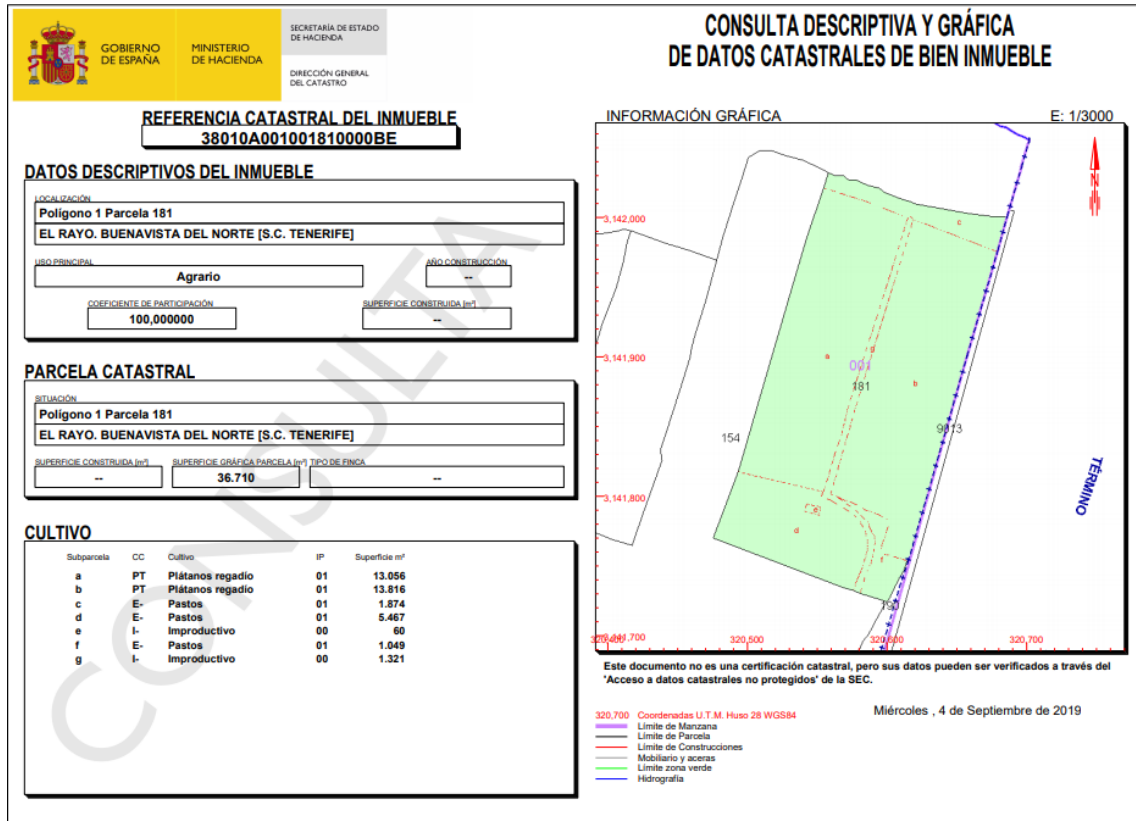 GOBIERNO
DE ESPAÑA
MINISTERIO
DE HACIENDA
SECRETARÍA DE ESTADO
DE HACIENDA
DIRECCIÓN GENERAL
DEL CATASTRO
CONSULTA DESCRIPTIVA Y GRÁFICA
DE DATOS CATASTRALES DE BIEN INMUEBLE
REFERENCIA CATASTRAL DEL INMUEBLE
38010A001001810000BE
DATOS DESCRIPTIVOS DEL INMUEBLE
LOCALIZACIÓN
Polígono 1 Parcela 181
EL RAYO. BUENAVISTA DEL NORTE [S.C. TENERIFE]
USO PRINCIPAL
Agrario
AÑO CONSTRUCCIÓN
--
COEFICIENTE DE PARTICIPACIÓN
100,000000
SUPERFICIE CONSTRUIDA [m²]
--
PARCELA CATASTRAL
SITUACIÓN
Polígono 1 Parcela 181
EL RAYO. BUENAVISTA DEL NORTE [S.C. TENERIFE]
SUPERFICIE CONSTRUIDA [m²] SUPERFICIE GRÁFICA PARCELA [m²] TIPO DE FINCA
-- 36.710 --
CULTIVO
Subparcela CC Cultivo IP Superficie m²
a PT Plátanos regadío 01 13.056
b PT Plátanos regadío 01 13.816
c E- Pastos 01 1.874
d E- Pastos 01 5.467
e I- Improductivo 00 60
f E- Pastos 01 1.049
g I- Improductivo 00 1.321
CONSULTA
INFORMACIÓN GRÁFICA E: 1/3000
N
3,142,000
c
3,141,900
a
g
001
181
b
154
9013
TÉRMINO
3,141,800
e
d
f
190
3,141,700
320,400 320,500 320,600 320,700
Este documento no es una certificación catastral, pero sus datos pueden ser verificados a través del
'Acceso a datos catastrales no protegidos' de la SEC.
Miércoles , 4 de Septiembre de 2019
320,700 Coordenadas U.T.M. Huso 28 WGS84
Límite de Manzana
Límite de Parcela
Límite de Construcciones
Mobiliario y aceras
Límite zona verde
Hidrografía